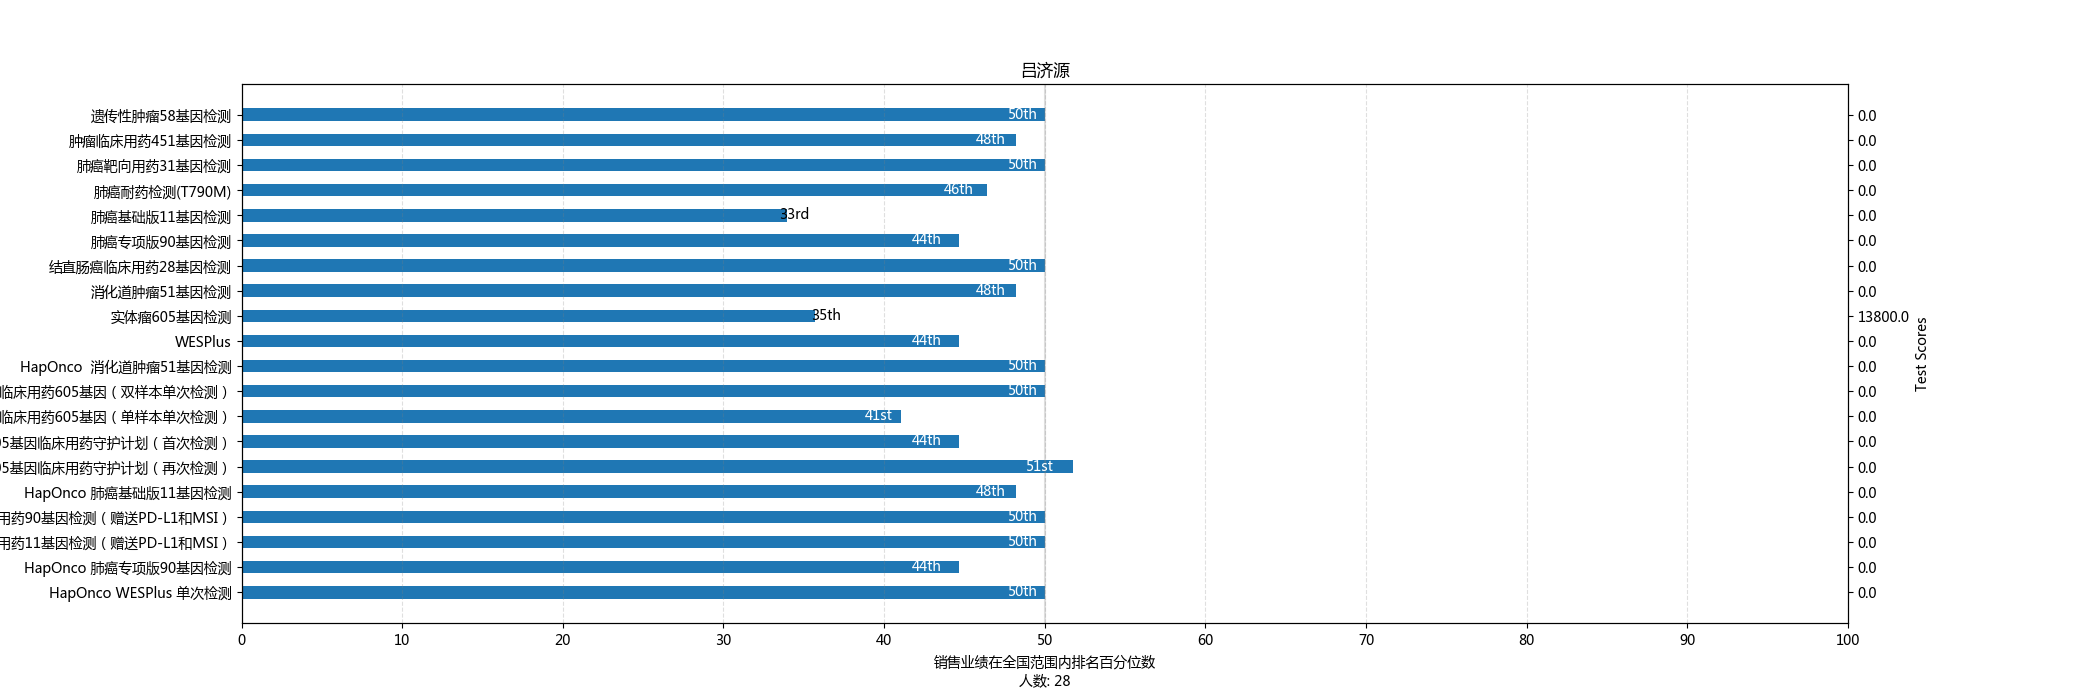 吕济源
遗传性肿瘤58基因检测 50th 0.0
肿瘤临床用药451基因检测 48th 0.0
肺癌靶向用药31基因检测 50th 0.0
肺癌耐药检测(T790M) 46th 0.0
肺癌基础版11基因检测 33rd 0.0
肺癌专项版90基因检测 44th 0.0
结直肠癌临床用药28基因检测 50th 0.0
消化道肿瘤51基因检测 48th 0.0
实体瘤605基因检测 35th 13800.0
WESPlus 44th 0.0
HapOnco  消化道肿瘤51基因检测 50th 0.0
临床用药605基因（双样本单次检测） 50th 0.0
临床用药605基因（单样本单次检测） 41st 0.0
5基因临床用药守护计划（首次检测） 44th 0.0
5基因临床用药守护计划（再次检测） 51st 0.0
HapOnco 肺癌基础版11基因检测 48th 0.0
用药90基因检测（赠送PD-L1和MSI） 50th 0.0
用药11基因检测（赠送PD-L1和MSI） 50th 0.0
HapOnco 肺癌专项版90基因检测 44th 0.0
HapOnco WESPlus 单次检测 50th 0.0
Test Scores
0 10 20 30 40 50 60 70 80 90 100
销售业绩在全国范围内排名百分位数
人数: 28